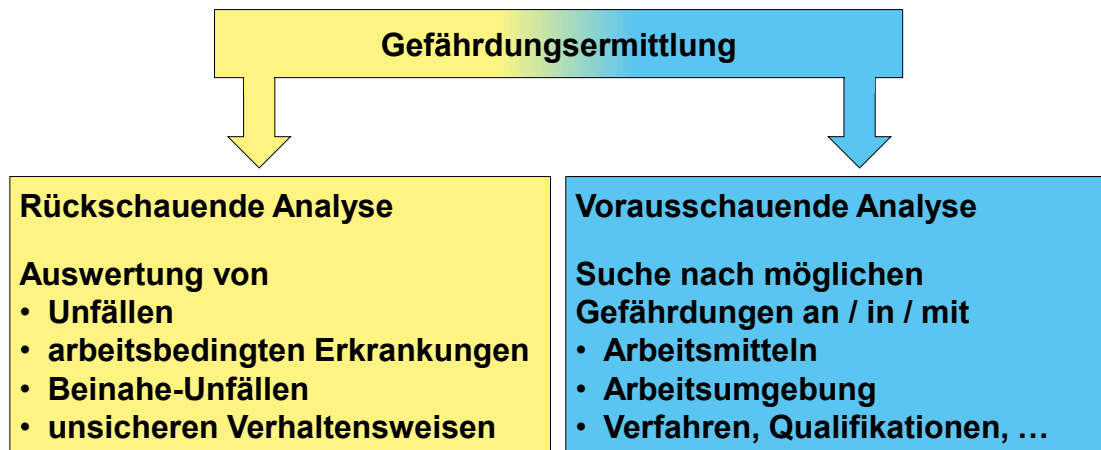 Gefährdungsermittlung
Rückschauende Analyse
Auswertung von
• Unfällen
• arbeitsbedingten Erkrankungen
• Beinahe-Unfällen
• unsicheren Verhaltensweisen
Vorausschauende Analyse
Suche nach möglichen
Gefährdungen an / in / mit
• Arbeitsmitteln
• Arbeitsumgebung
• Verfahren, Qualifikationen, …